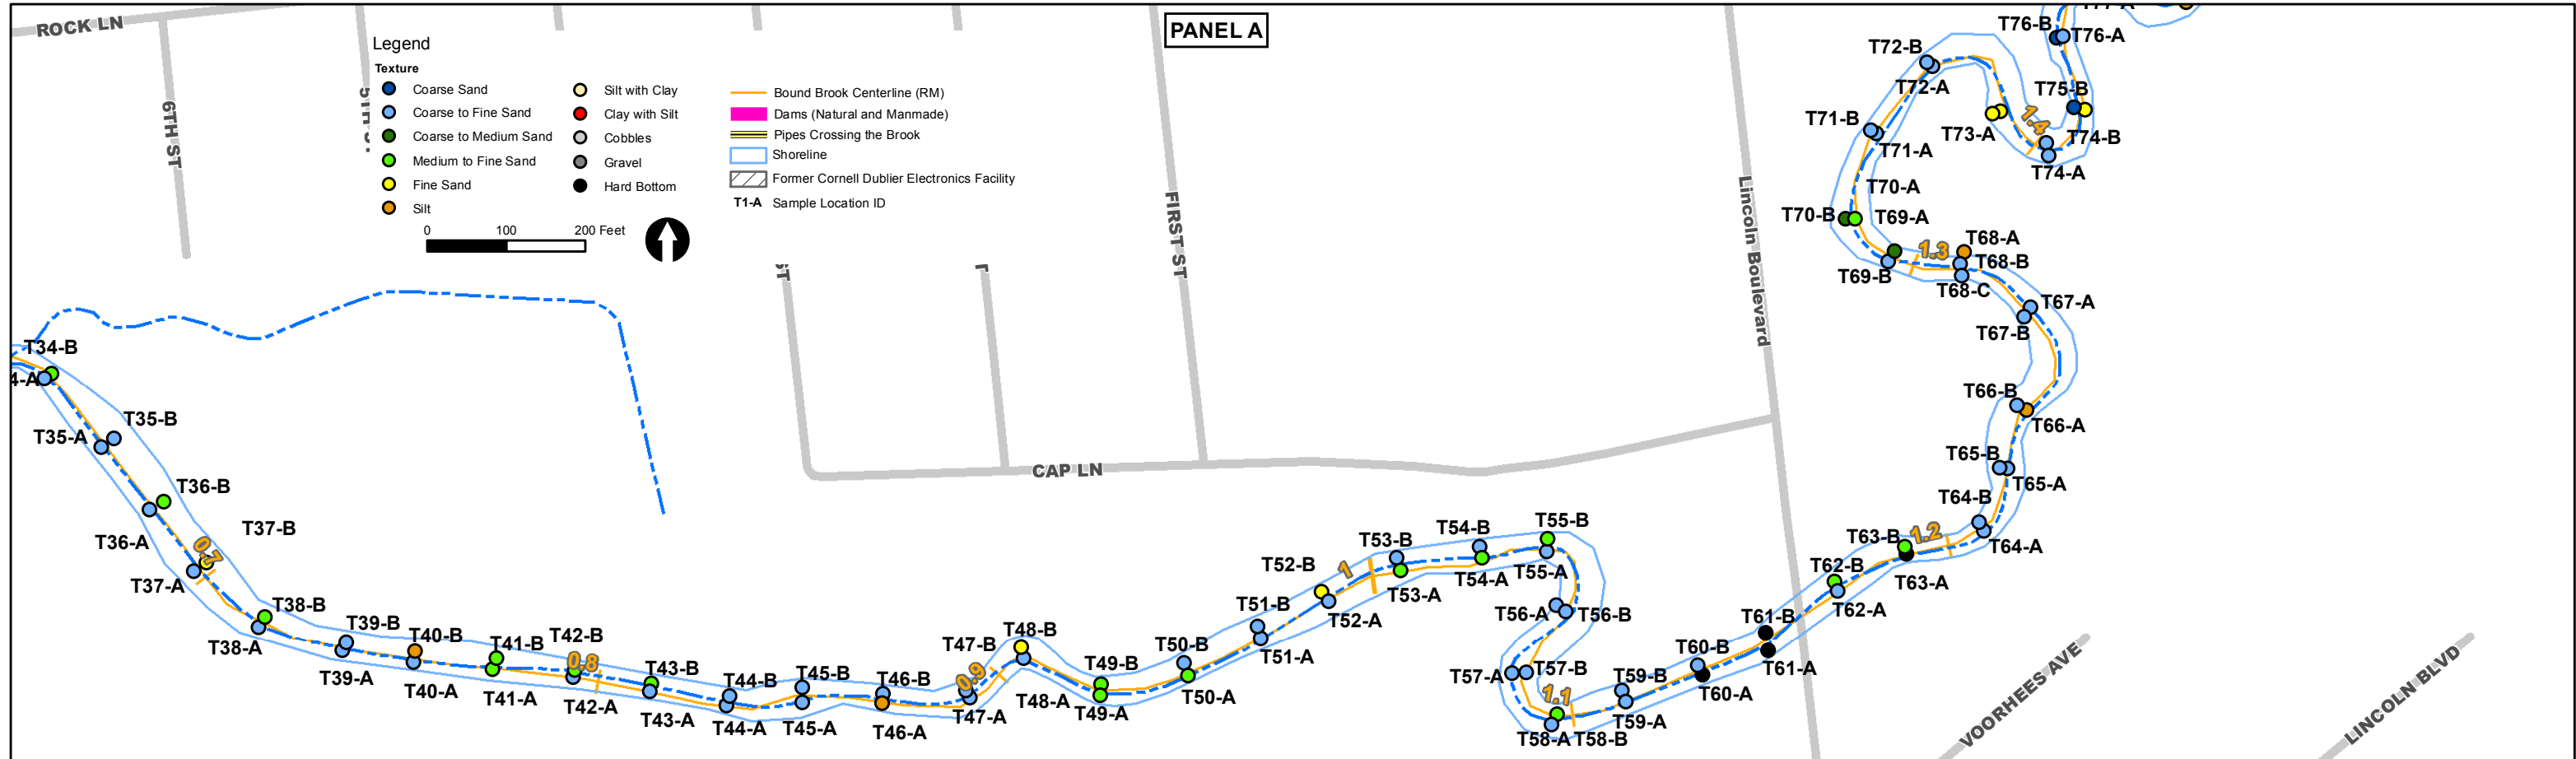 PANEL A
ROCK LN
6TH ST
Legend
Texture
Coarse Sand
Coarse to Fine Sand
Coarse to Medium Sand
Medium to Fine Sand
Fine Sand
Silt
Silt with Clay
Clay with Silt
Cobbles
Gravel
Hard Bottom
Bound Brook Centerline (RM)
Dams (Natural and Manmade)
Pipes Crossing the Brook
Shoreline
Former Cornell Dublier Electronics Facility
T1-A Sample Location ID
0 100 200 Feet
FIRST ST
Lincoln Boulevard
CAP LN
VOORHEES AVE
LINCOLN BLVD
T34-B
4-A
T35-B
T35-A
T36-B
T36-A
T37-B
0.7
T37-A
T38-B
T38-A
T39-B
T39-A
T40-B
T40-A
T41-B
T41-A
T42-B
0.8
T42-A
T43-B
T43-A
T44-B
T44-A
T45-B
T45-A
T46-B
T46-A
T47-B
0.9
T47-A
T48-B
T48-A
T49-B
T49-A
T50-B
T50-A
T51-B
T51-A
T52-B
T52-A
1
T53-B
T53-A
T54-B
T54-A
T55-B
T55-A
T56-A
T56-B
T57-A
T57-B
1.1
T58-A
T58-B
T59-B
T59-A
T60-B
T60-A
T61-B
T61-A
T62-B
T62-A
T63-B
T63-A
1.2
T64-B
T64-A
T65-B
T65-A
T66-B
T66-A
T67-A
T67-B
T68-A
T68-B
T68-C
1.3
T69-A
T69-B
T70-A
T70-B
T71-B
T71-A
T72-B
T72-A
T73-A
1.4
T74-B
T74-A
T75-B
T76-B
T76-A